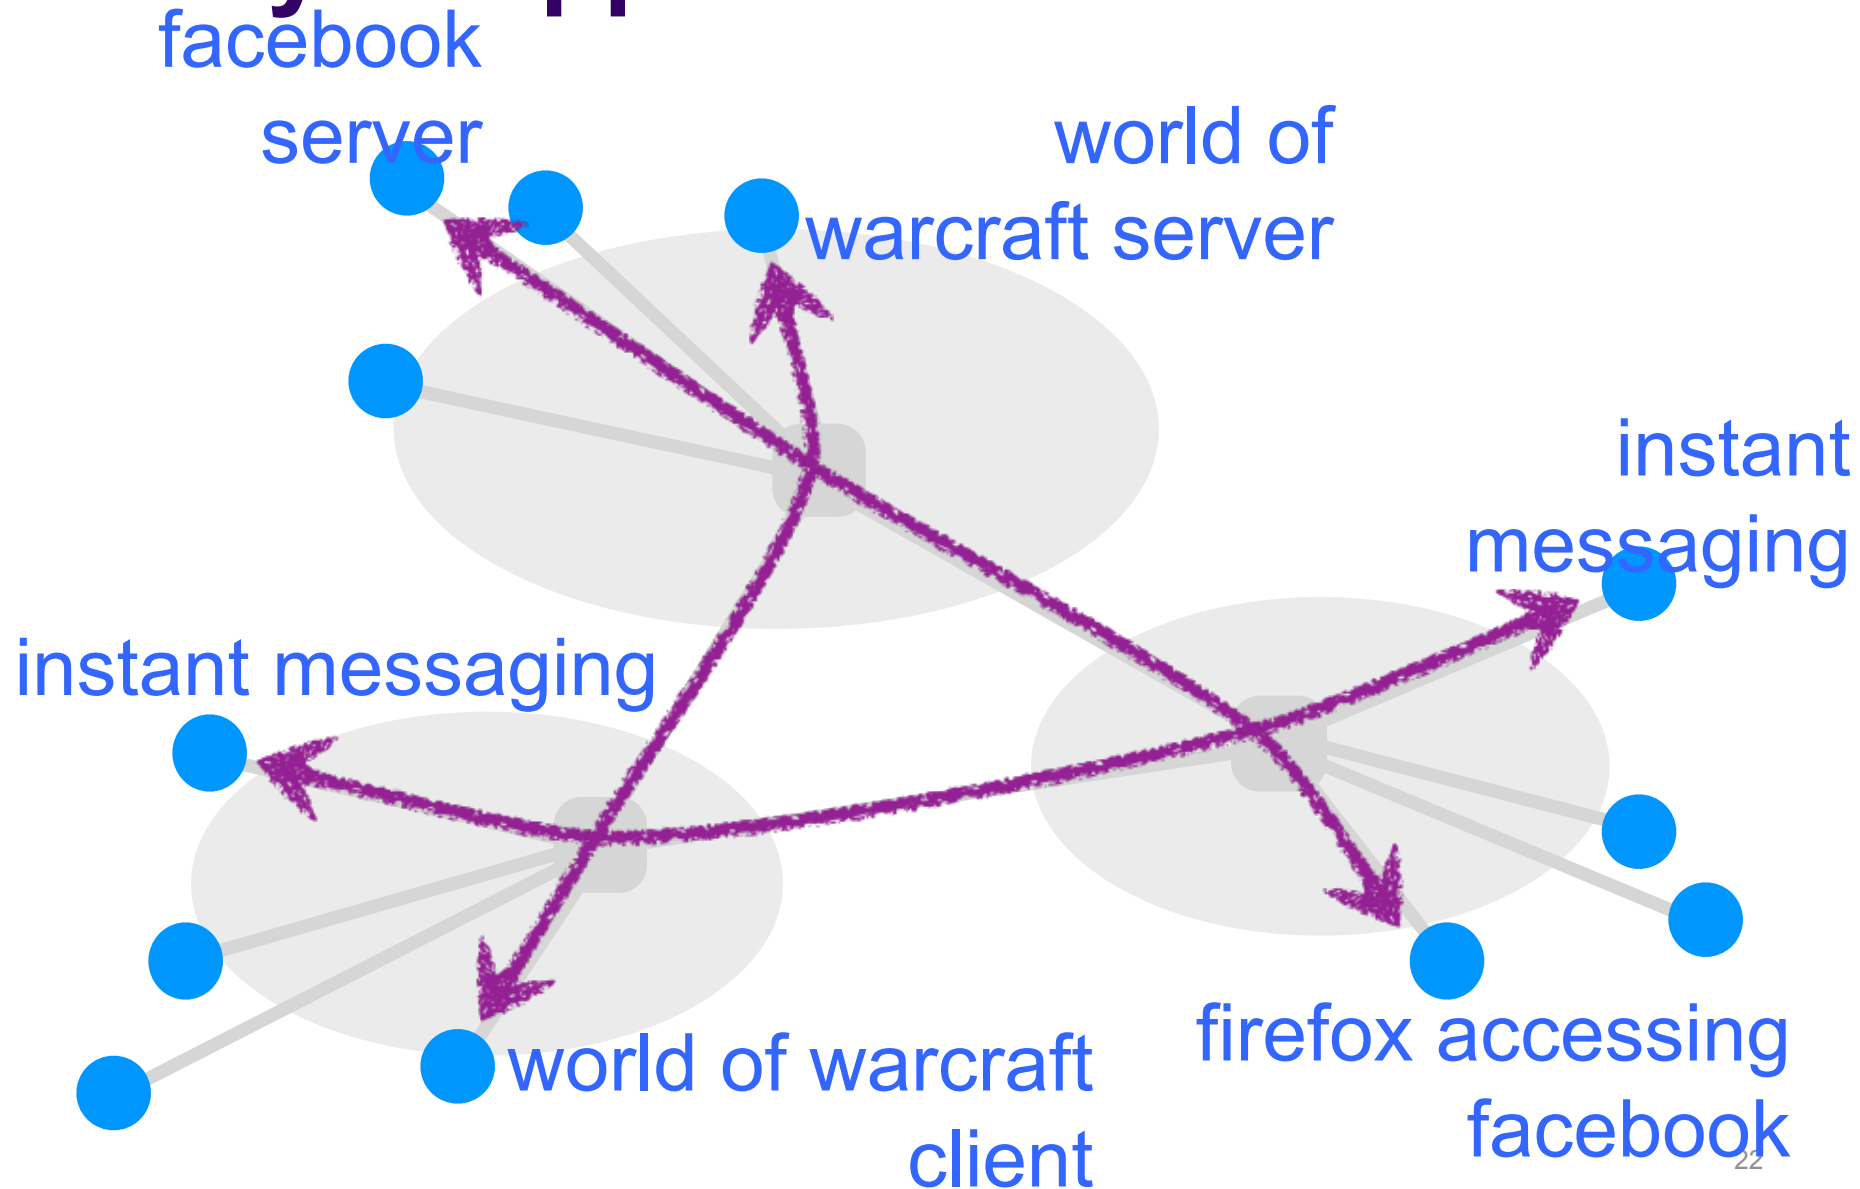 facebook
server
world of
warcraft server
instant
messaging
instant messaging
world of warcraft
client
firefox accessing
facebook
22